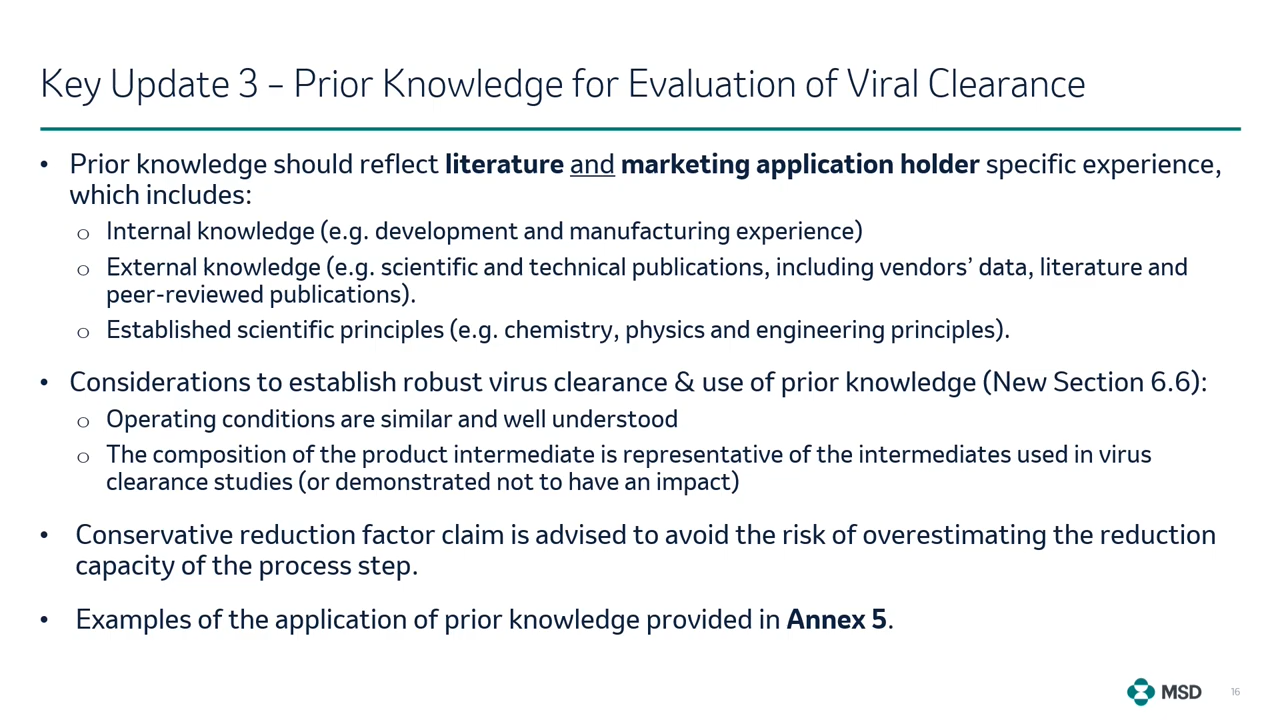 Key Update 3 – Prior Knowledge for Evaluation of Viral Clearance
• Prior knowledge should reflect literature and marketing application holder specific experience,
which includes:
o Internal knowledge (e.g. development and manufacturing experience)
o External knowledge (e.g. scientific and technical publications, including vendors’ data, literature and
peer-reviewed publications).
o Established scientific principles (e.g. chemistry, physics and engineering principles).
• Considerations to establish robust virus clearance & use of prior knowledge (New Section 6.6):
o Operating conditions are similar and well understood
o The composition of the product intermediate is representative of the intermediates used in virus
clearance studies (or demonstrated not to have an impact)
• Conservative reduction factor claim is advised to avoid the risk of overestimating the reduction
capacity of the process step.
• Examples of the application of prior knowledge provided in Annex 5.
MSD
16